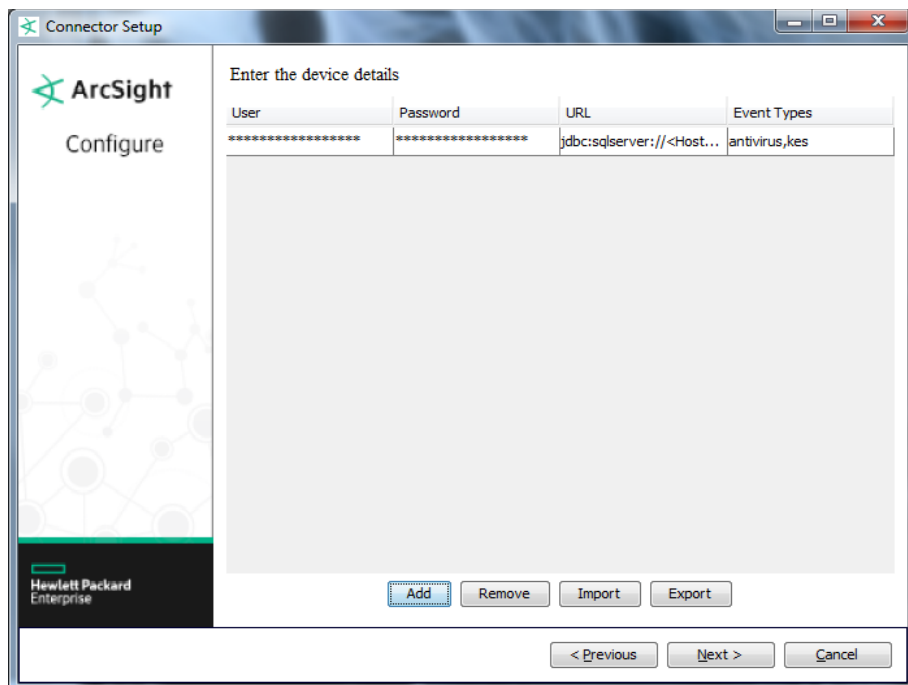 Connector Setup
ArcSight
Configure
Enter the device details
User Password URL Event Types
***************** ***************** jdbc:sqlserver://<Host... antivirus,kes
Hewlett Packard
Enterprise
Add Remove Import Export
< Previous Next > Cancel